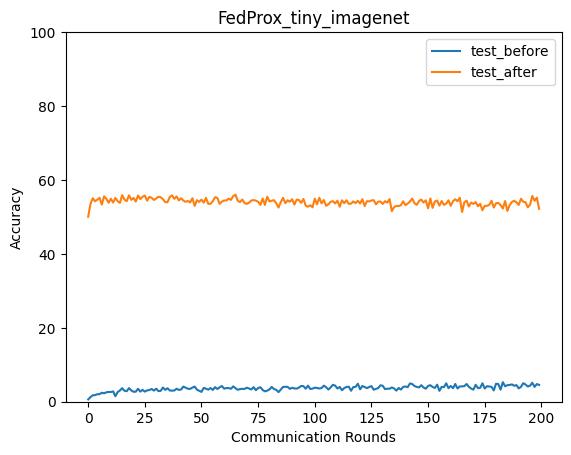 FedProx_tiny_imagenet
test_before
test_after
100
80
60
40
20
0
Accuracy
0 25 50 75 100 125 150 175 200
Communication Rounds